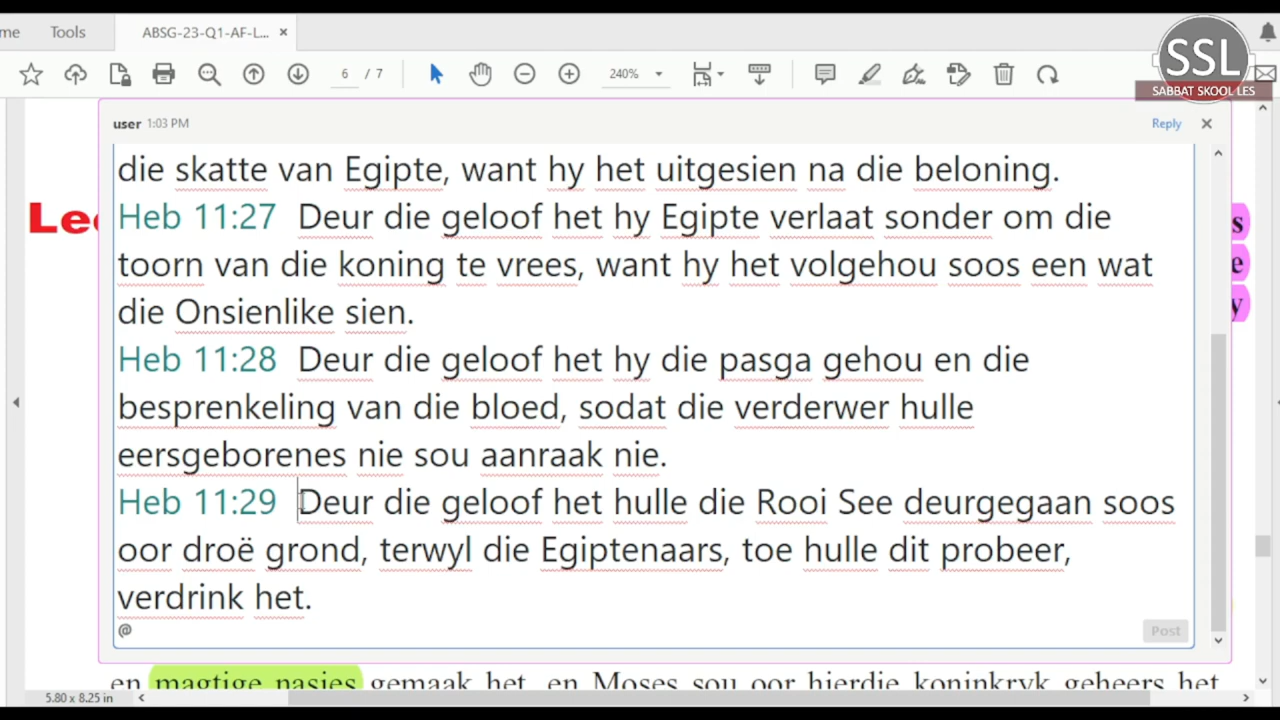 me Tools ABSG-23-Q1-AF-L... ×
SSL
SABBAT SKOOL LES
6 / 7 240%
user 1:03 PM Reply
die skatte van Egipte, want hy het uitgesien na die beloning.
Heb 11:27 Deur die geloof het hy Egipte verlaat sonder om die
toorn van die koning te vrees, want hy het volgehou soos een wat
die Onsienlike sien.
Heb 11:28 Deur die geloof het hy die pasga gehou en die
besprenkeling van die bloed, sodat die verderwer hulle
eersgeborenes nie sou aanraak nie.
Heb 11:29 Deur die geloof het hulle die Rooi See deurgegaan soos
oor droë grond, terwyl die Egiptenaars, toe hulle dit probeer,
verdrink het.
@ Post
en magtige nasies gemaak het, en Moses sou oor hierdie koninkryk geheers het
5.80 x 8.25 in